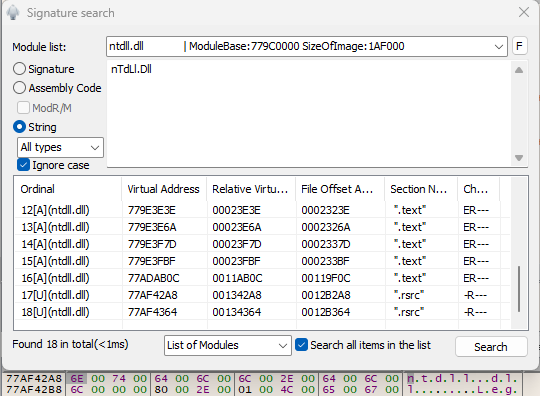 Signature search
Module list: ntdll.dll | ModuleBase:779C0000 SizeOfImage:1AF000 F
Signature
Assembly Code
ModR/M
String
All types
Ignore case
nTdLl.Dll
Ordinal Virtual Address Relative Virtu... File Offset A... Section N... Ch...
12[A](ntdll.dll) 779E3E3E 00023E3E 0002323E ".text" ER---
13[A](ntdll.dll) 779E3E6A 00023E6A 0002326A ".text" ER---
14[A](ntdll.dll) 779E3F7D 00023F7D 0002337D ".text" ER---
15[A](ntdll.dll) 779E3FBF 00023FBF 000233BF ".text" ER---
16[A](ntdll.dll) 77ADAB0C 0011AB0C 00119F0C ".text" ER---
17[U](ntdll.dll) 77AF42A8 001342A8 0012B2A8 ".rsrc" -R---
18[U](ntdll.dll) 77AF4364 00134364 0012B364 ".rsrc" -R---
Found 18 in total(<1ms) List of Modules Search all items in the list Search
77AF42A8 6E 00 74 00 64 00 6C 00 6C 00 2E 00 64 00 6C 00 n.t.d.l.l...d.l.
77AF42B8 6C 00 00 00 80 00 2E 00 01 00 4C 00 65 00 67 00 l.........L.e.g.